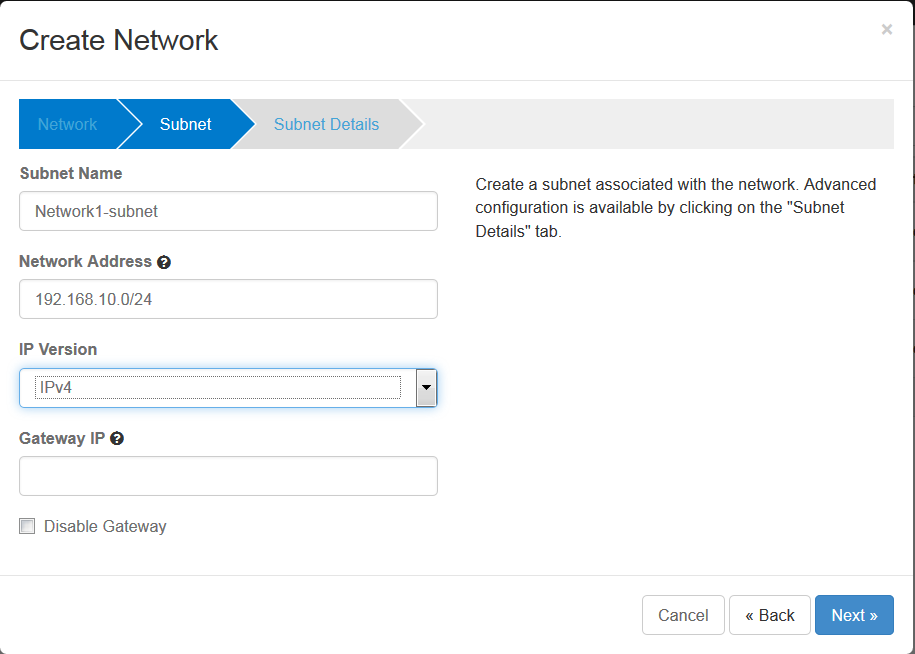 Create Network
×
Network
Subnet
Subnet Details
Subnet Name
Network1-subnet
Create a subnet associated with the network. Advanced
configuration is available by clicking on the "Subnet
Details" tab.
Network Address ?
192.168.10.0/24
IP Version
IPv4
Gateway IP ?
Disable Gateway
Cancel
« Back
Next »